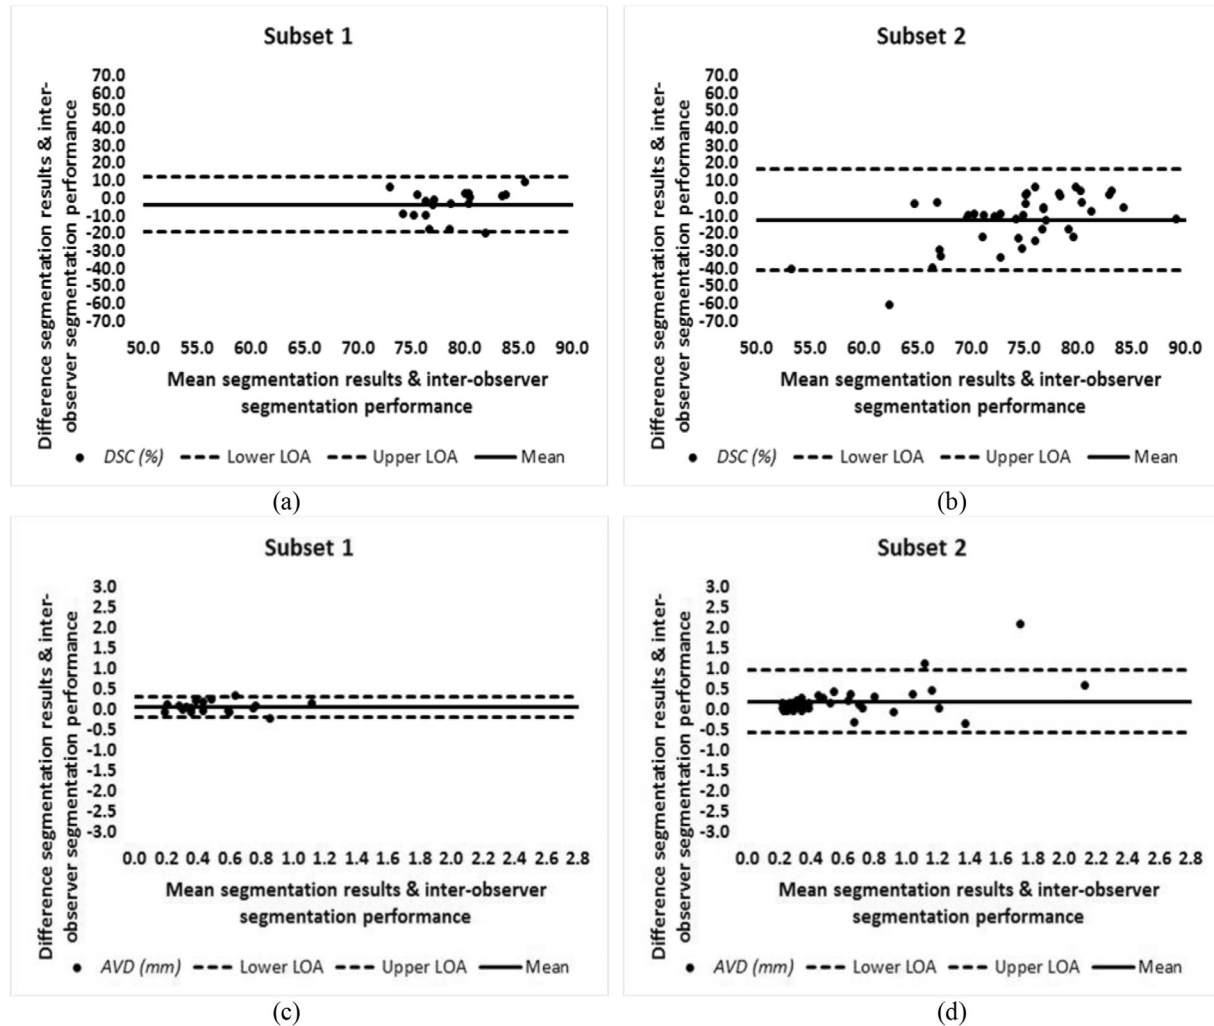 Subset 1
Difference segmentation results & inter-
observer segmentation performance
70.0
60.0
50.0
40.0
30.0
20.0
10.0
0.0
-10.0
-20.0
-30.0
-40.0
-50.0
-60.0
-70.0
50.0 55.0 60.0 65.0 70.0 75.0 80.0 85.0 90.0
Mean segmentation results & inter-observer
segmentation performance
DSC (%) Lower LOA Upper LOA Mean
(a)
Subset 2
Difference segmentation results & inter-
observer segmentation performance
70.0
60.0
50.0
40.0
30.0
20.0
10.0
0.0
-10.0
-20.0
-30.0
-40.0
-50.0
-60.0
-70.0
50.0 55.0 60.0 65.0 70.0 75.0 80.0 85.0 90.0
Mean segmentation results & inter-observer
segmentation performance
DSC (%) Lower LOA Upper LOA Mean
(b)
Subset 1
Difference segmentation results & inter-
observer segmentation performance
3.0
2.5
2.0
1.5
1.0
0.5
0.0
-0.5
-1.0
-1.5
-2.0
-2.5
-3.0
0.0 0.2 0.4 0.6 0.8 1.0 1.2 1.4 1.6 1.8 2.0 2.2 2.4 2.6 2.8
Mean segmentation results & inter-observer
segmentation performance
AVD (mm) Lower LOA Upper LOA Mean
(c)
Subset 2
Difference segmentation results & inter-
observer segmentation performance
3.0
2.5
2.0
1.5
1.0
0.5
0.0
-0.5
-1.0
-1.5
-2.0
-2.5
-3.0
0.0 0.2 0.4 0.6 0.8 1.0 1.2 1.4 1.6 1.8 2.0 2.2 2.4 2.6 2.8
Mean segmentation results & inter-observer
segmentation performance
AVD (mm) Lower LOA Upper LOA Mean
(d)